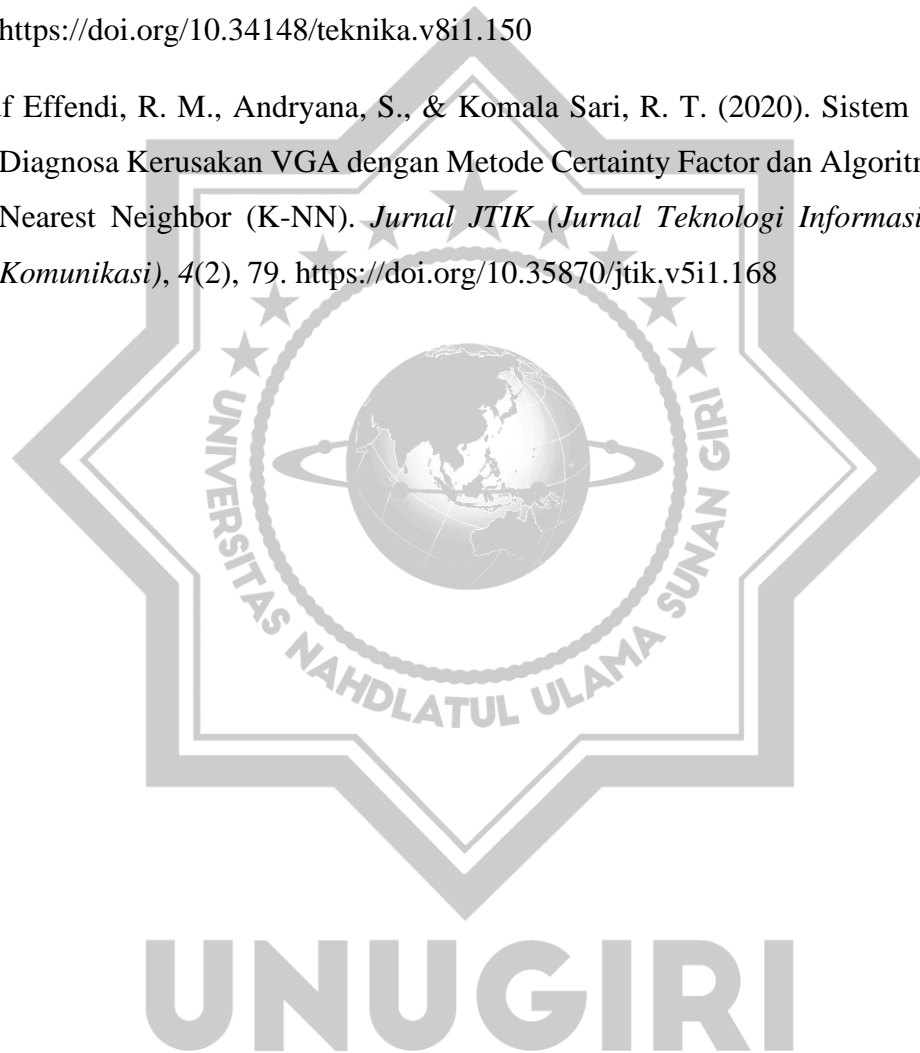 https://doi.org/10.34148/teknika.v8i1.150
f Effendi, R. M., Andryana, S., & Komala Sari, R. T. (2020). Sistem
Diagnosa Kerusakan VGA dengan Metode Certainty Factor dan Algorit
Nearest Neighbor (K-NN). Jurnal JTIK (Jurnal Teknologi Informasi
Komunikasi), 4(2), 79. https://doi.org/10.35870/jtik.v5i1.168
UNIVERSITAS NAHDLATUL ULAMA SUNAN GIRI
UNUGIRI